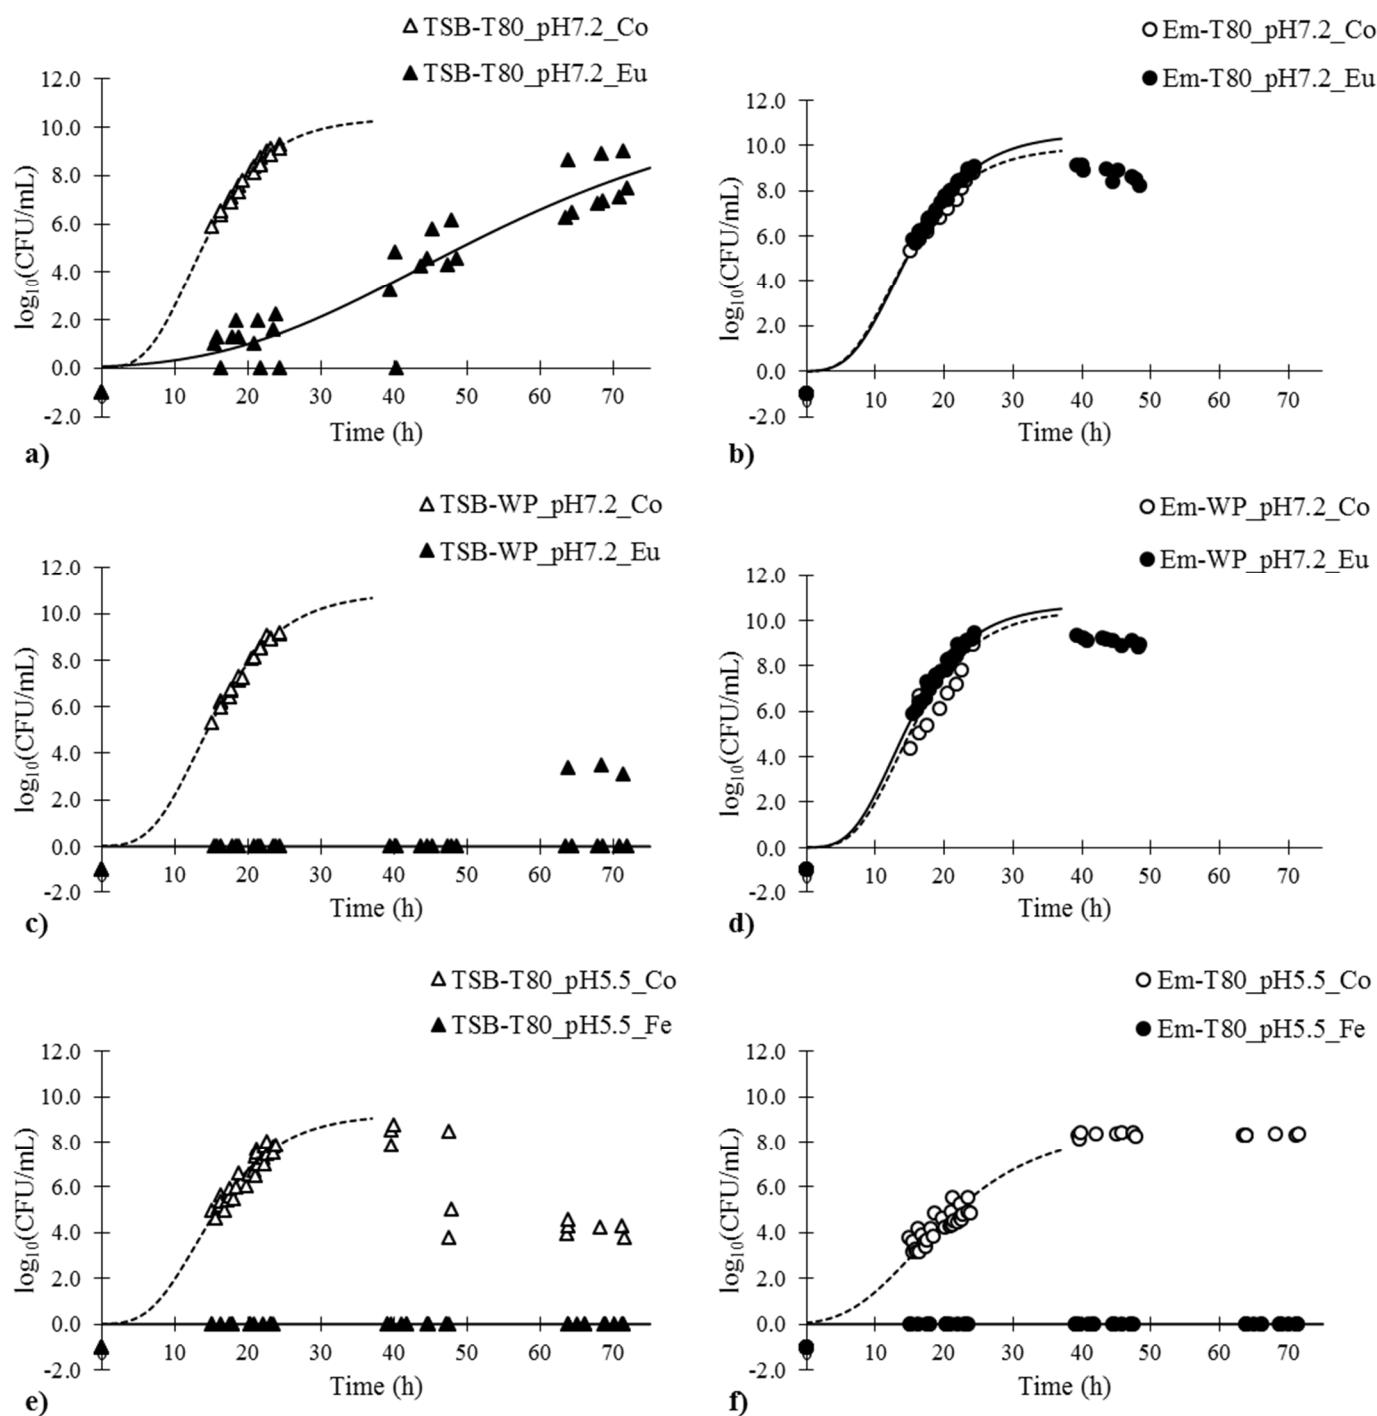 △ TSB-T80_pH7.2_Co
▲ TSB-T80_pH7.2_Eu
12.0
10.0
8.0
6.0
4.0
2.0
0.0
-2.0
log10(CFU/mL)
10 20 30 40 50 60 70
Time (h)
a)
○ Em-T80_pH7.2_Co
● Em-T80_pH7.2_Eu
12.0
10.0
8.0
6.0
4.0
2.0
0.0
-2.0
log10(CFU/mL)
10 20 30 40 50 60 70
Time (h)
b)
△ TSB-WP_pH7.2_Co
▲ TSB-WP_pH7.2_Eu
12.0
10.0
8.0
6.0
4.0
2.0
0.0
-2.0
log10(CFU/mL)
10 20 30 40 50 60 70
Time (h)
c)
○ Em-WP_pH7.2_Co
● Em-WP_pH7.2_Eu
12.0
10.0
8.0
6.0
4.0
2.0
0.0
-2.0
log10(CFU/mL)
10 20 30 40 50 60 70
Time (h)
d)
△ TSB-T80_pH5.5_Co
▲ TSB-T80_pH5.5_Fe
12.0
10.0
8.0
6.0
4.0
2.0
0.0
-2.0
log10(CFU/mL)
10 20 30 40 50 60 70
Time (h)
e)
○ Em-T80_pH5.5_Co
● Em-T80_pH5.5_Fe
12.0
10.0
8.0
6.0
4.0
2.0
0.0
-2.0
log10(CFU/mL)
10 20 30 40 50 60 70
Time (h)
f)